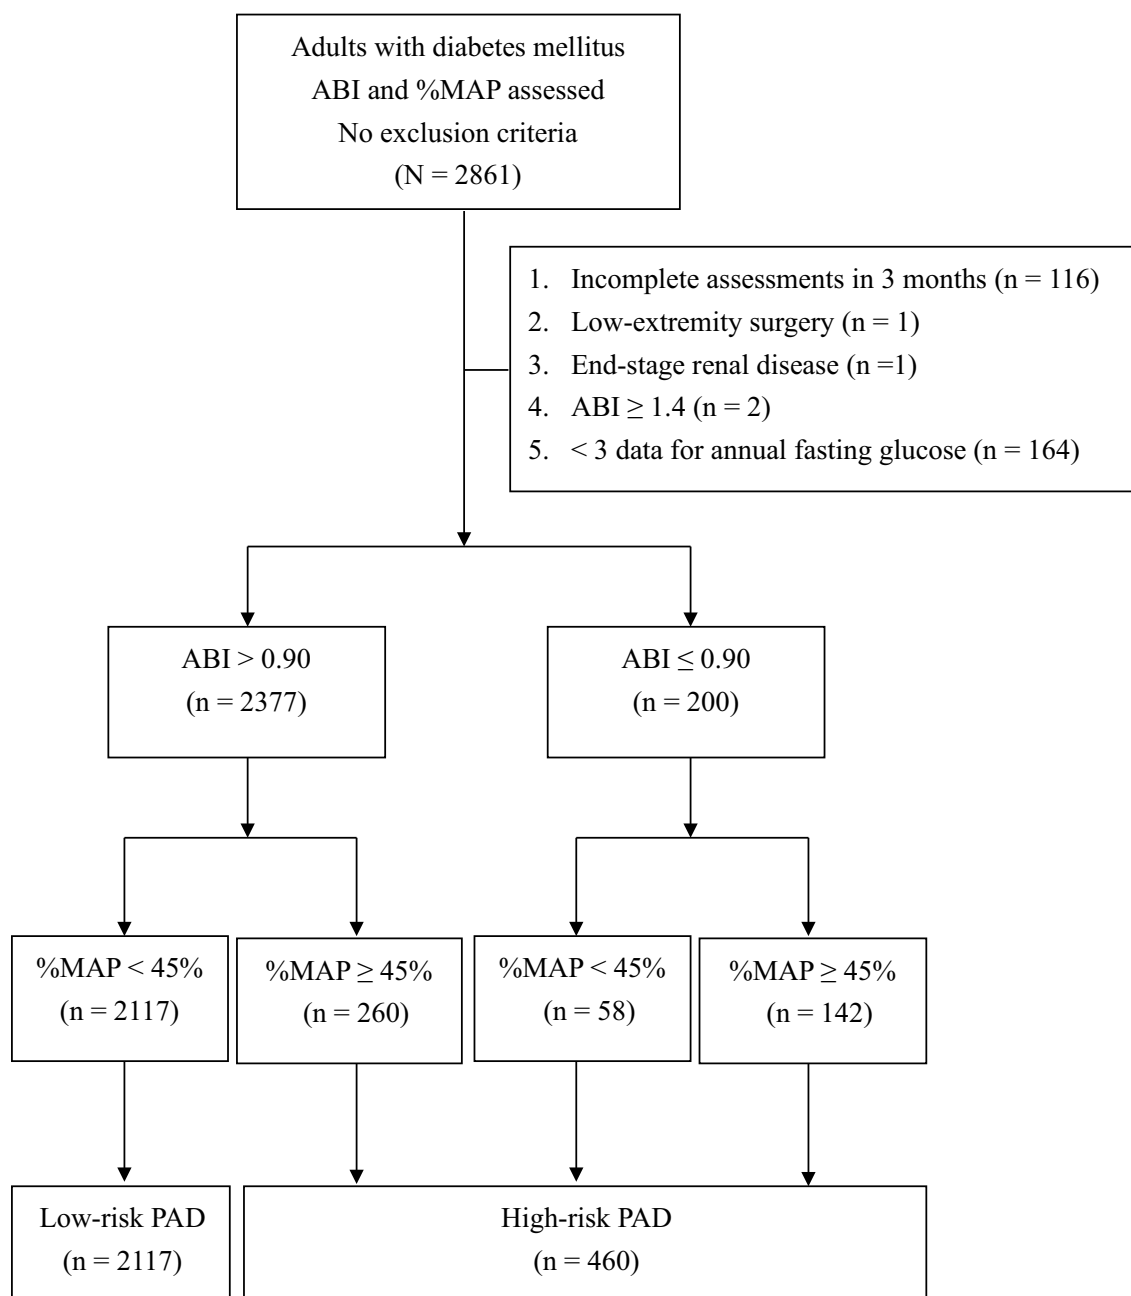 Adults with diabetes mellitus
ABI and %MAP assessed
No exclusion criteria
(N = 2861)
1. Incomplete assessments in 3 months (n = 116)
2. Low-extremity surgery (n = 1)
3. End-stage renal disease (n =1)
4. ABI ≥ 1.4 (n = 2)
5. < 3 data for annual fasting glucose (n = 164)
ABI > 0.90
(n = 2377)
ABI ≤ 0.90
(n = 200)
%MAP < 45%
(n = 2117)
%MAP ≥ 45%
(n = 260)
%MAP < 45%
(n = 58)
%MAP ≥ 45%
(n = 142)
Low-risk PAD
(n = 2117)
High-risk PAD
(n = 460)